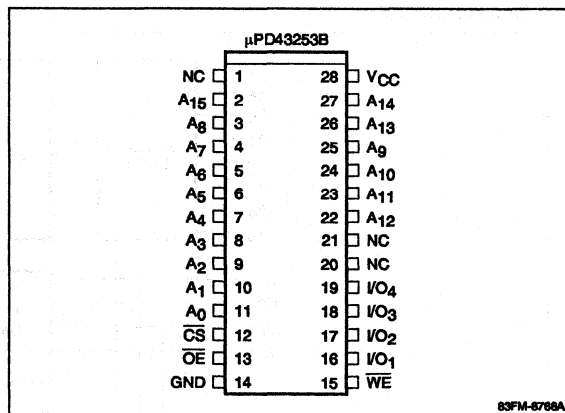 μPD43253B
NC 1 28 VCC
A15 2 27 A14
A8 3 26 A13
A7 4 25 A9
A6 5 24 A10
A5 6 23 A11
A4 7 22 A12
A3 8 21 NC
A2 9 20 NC
A1 10 19 I/O4
A0 11 18 I/O3
CS 12 17 I/O2
OE 13 16 I/O1
GND 14 15 WE
83FM-8768A